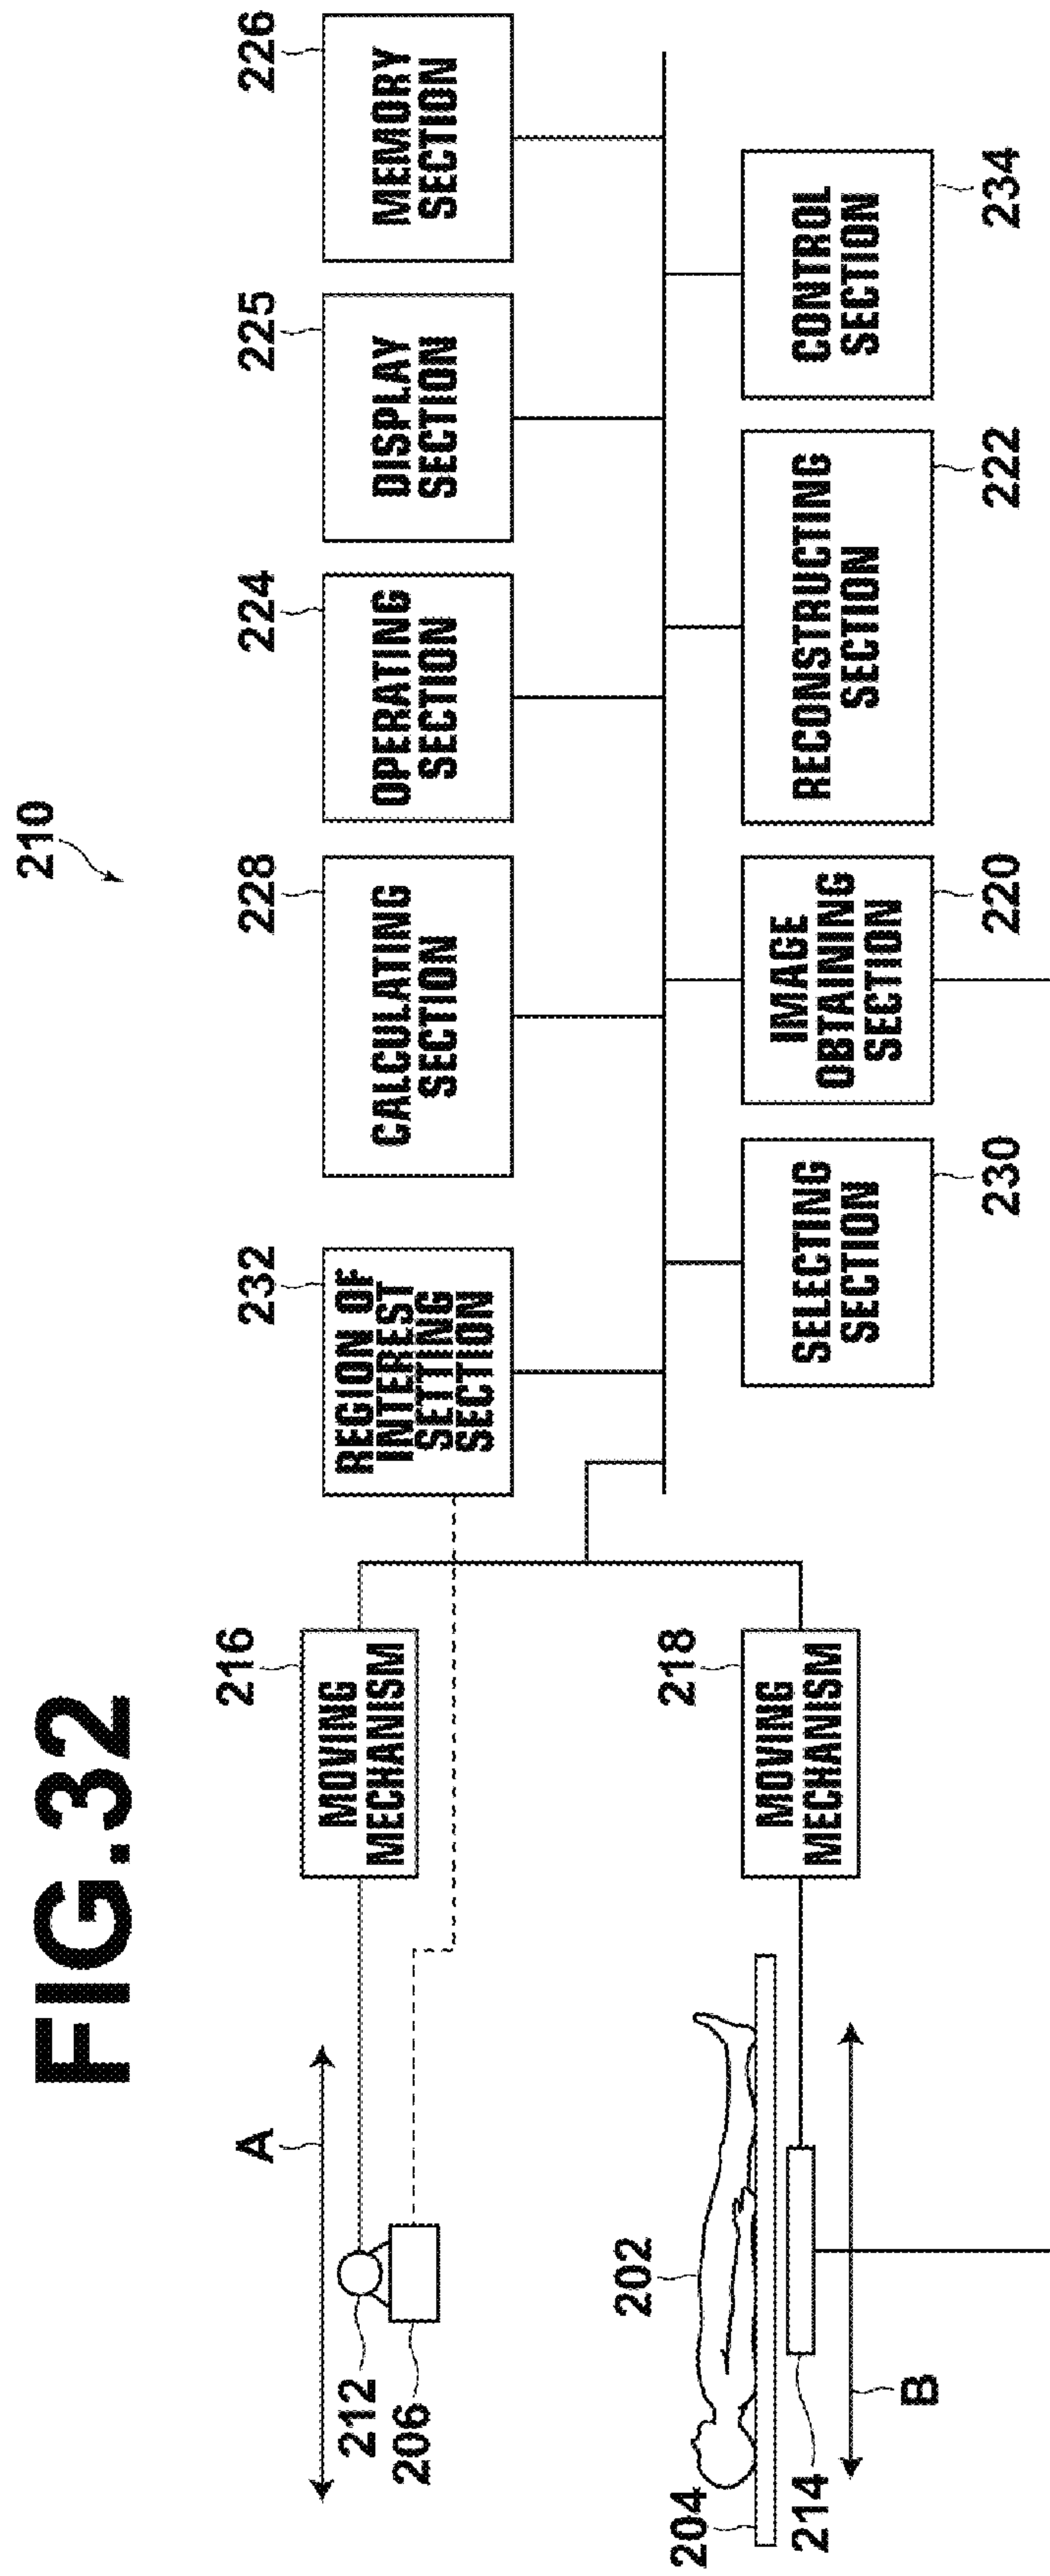 FIG.32
210
A
212
206
216
MOVING
MECHANISM
232
REGION OF
INTEREST
SETTING
SECTION
228
CALCULATING
SECTION
224
OPERATING
SECTION
225
DISPLAY
SECTION
226
MEMORY
SECTION
202
204
214
B
218
MOVING
MECHANISM
SELECTING
SECTION
230
IMAGE
OBTAINING
SECTION
220
RECONSTRUCTING
SECTION
222
CONTROL
SECTION
234